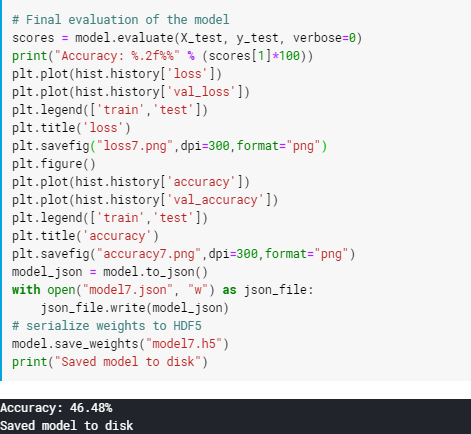 # Final evaluation of the model
scores = model.evaluate(X_test, y_test, verbose=0)
print("Accuracy: %.2f%%" % (scores[1]*100))
plt.plot(hist.history['loss'])
plt.plot(hist.history['val_loss'])
plt.legend(['train','test'])
plt.title('loss')
plt.savefig("loss7.png",dpi=300,format="png")
plt.figure()
plt.plot(hist.history['accuracy'])
plt.plot(hist.history['val_accuracy'])
plt.legend(['train','test'])
plt.title('accuracy')
plt.savefig("accuracy7.png",dpi=300,format="png")
model_json = model.to_json()
with open("model7.json", "w") as json_file:
    json_file.write(model_json)
# serialize weights to HDF5
model.save_weights("model7.h5")
print("Saved model to disk")
Accuracy: 46.48%
Saved model to disk